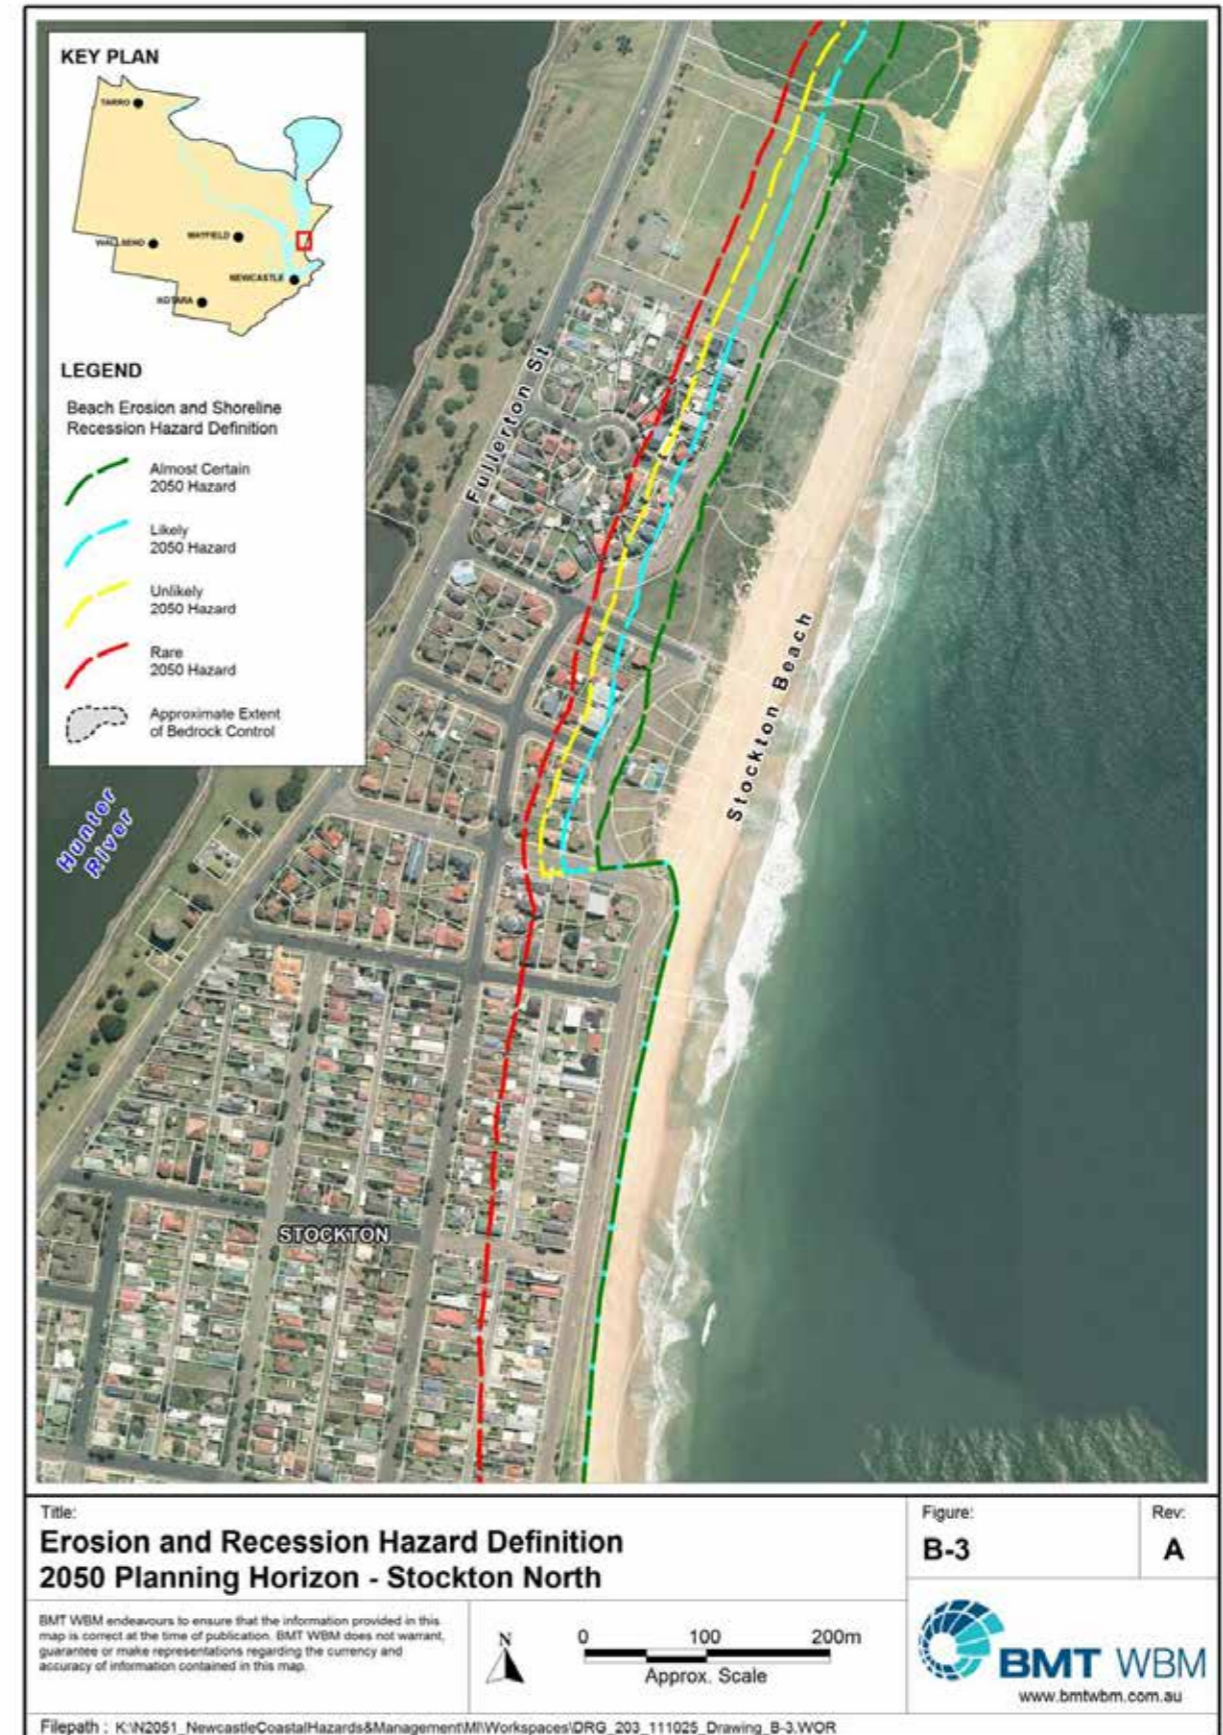 KEY PLAN
TARRO
WALLSEND
MAYFIELD
NEWCASTLE
KOTARA
LEGEND
Beach Erosion and Shoreline
Recession Hazard Definition
Almost Certain
2050 Hazard
Likely
2050 Hazard
Unlikely
2050 Hazard
Rare
2050 Hazard
Approximate Extent
of Bedrock Control
Fullerton St
Stockton Beach
Hunter
River
STOCKTON
Title:
Erosion and Recession Hazard Definition
2050 Planning Horizon - Stockton North
Figure:
B-3
Rev:
A
BMT WBM endeavours to ensure that the information provided in this
map is correct at the time of publication. BMT WBM does not warrant,
guarantee or make representations regarding the currency and
accuracy of information contained in this map.
N
0 100 200m
Approx. Scale
BMT WBM
www.bmtwbm.com.au
Filepath : K:\N2051_NewcastleCoastalHazards&Management\MI\Workspaces\DRG_203_111025_Drawing_B-3.WOR